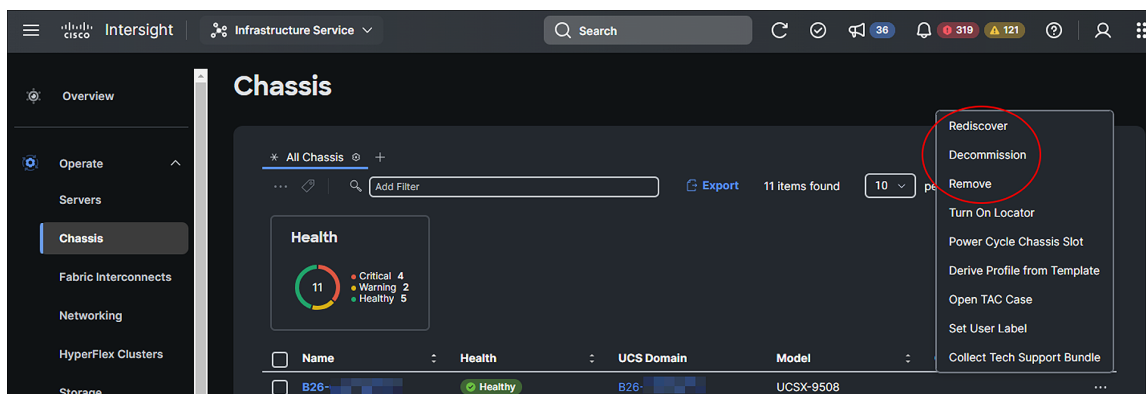 cisco Intersight Infrastructure Service Search 36 319 121
Overview
Operate
Servers
Chassis
Fabric Interconnects
Networking
HyperFlex Clusters
Storage
Chassis
All Chassis
Add Filter Export 11 items found 10 pe
Health
11
Critical 4
Warning 2
Healthy 5
Name Health UCS Domain Model
B26- Healthy B26- UCSX-9508
Rediscover
Decommission
Remove
Turn On Locator
Power Cycle Chassis Slot
Derive Profile from Template
Open TAC Case
Set User Label
Collect Tech Support Bundle